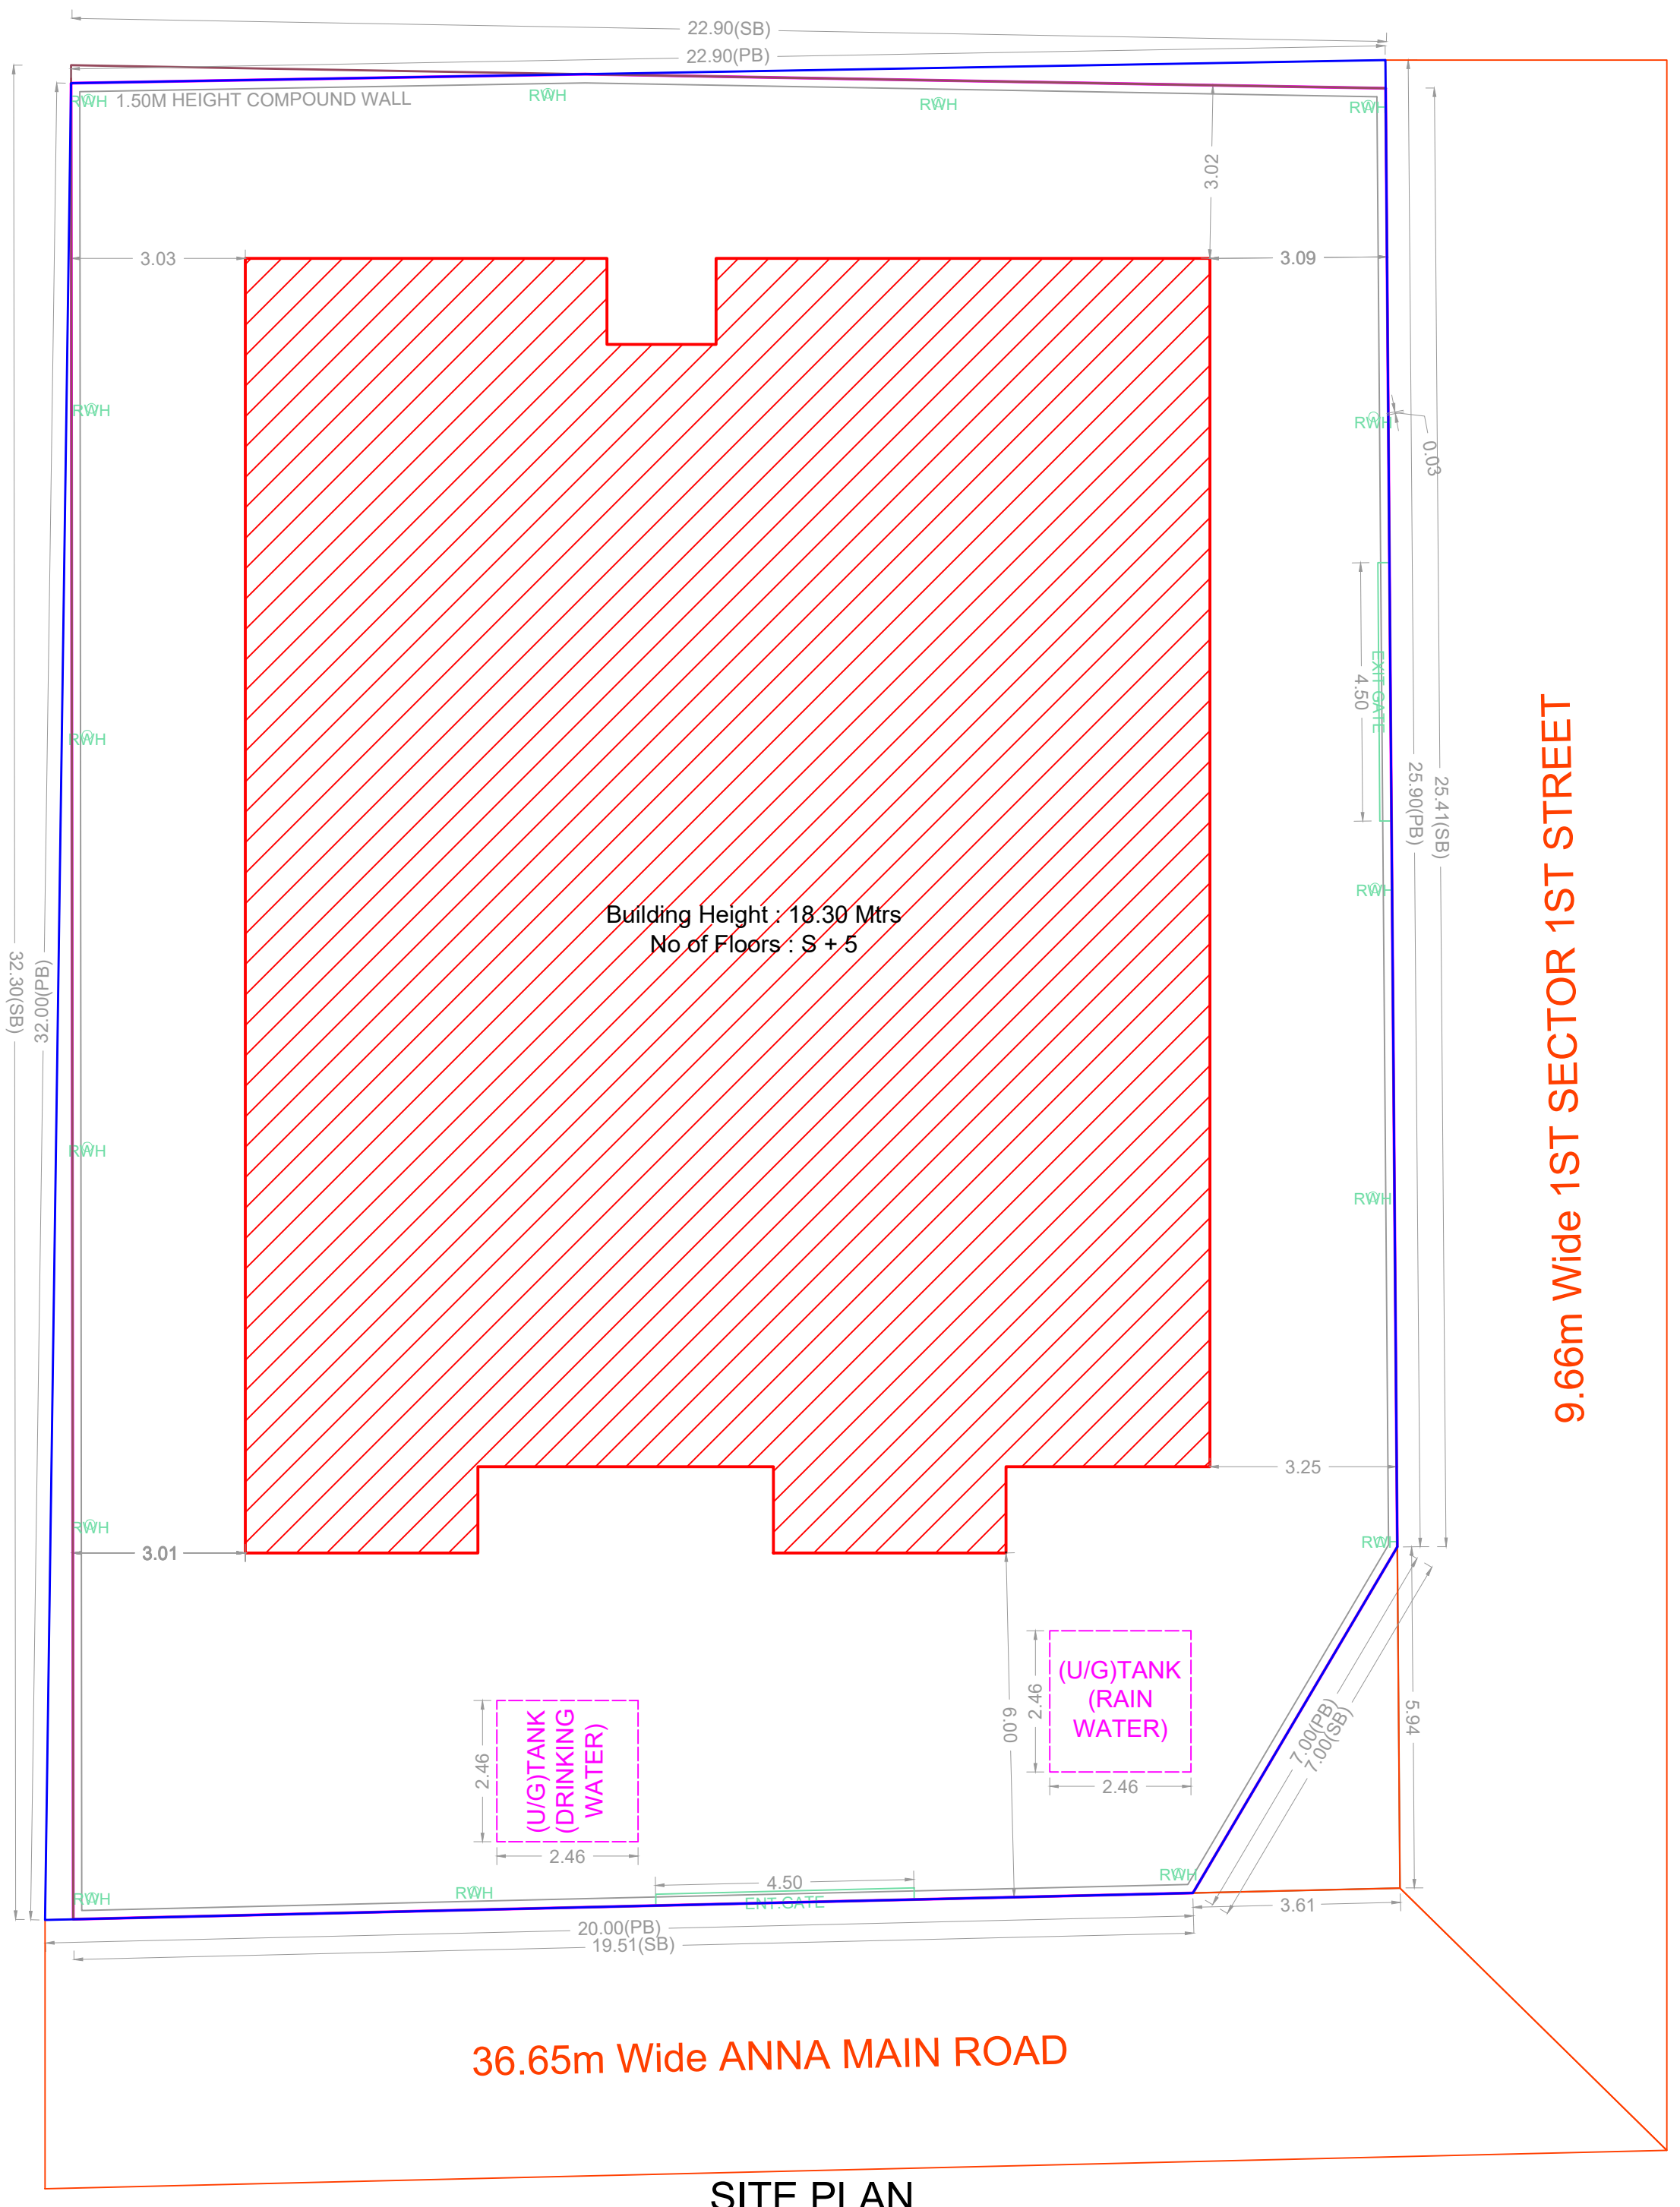 22.90(SB)
22.90(PB)
RWH
1.50M HEIGHT COMPOUND WALL
RWH
RWH
RWH
3.02
3.03
3.09
RWH
RWH
0.03
4.50
EXIT GATE
RWH
25.90(PB)
25.41(SB)
9.66m Wide 1ST SECTOR 1ST STREET
RWH
Building Height : 18.30 Mtrs
No of Floors : S + 5
32.30(SB)
32.00(PB)
RWH
RWH
3.25
RWH
3.01
RWH
(U/G)TANK
(RAIN
WATER)
2.46
2.46
6.00
5.94
7.00(PB)
7.00(SB)
(U/G)TANK
(DRINKING
WATER)
2.46
2.46
RWH
RWH
RWH
4.50
ENT.GATE
3.61
20.00(PB)
19.51(SB)
36.65m Wide ANNA MAIN ROAD
SITE PLAN